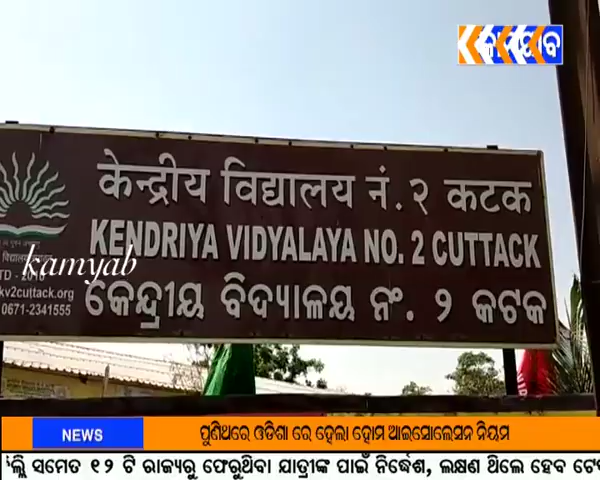 कामयाब
केन्द्रीय विद्यालय नं. २ कटक
KENDRIYA VIDYALAYA NO. 2 CUTTACK
kamyab
kv2cuttack.org
0671-2341555
କେନ୍ଦ୍ରୀୟ ବିଦ୍ୟାଳୟ ନଂ. ୨ କଟକ
NEWS
ପୁଣିଥରେ ଓଡିଶା ରେ ହେଲା ହୋମ ଆଇସୋଲେସନ ନିୟମ
ସମେତ ୧୨ ଟି ରାଜ୍ୟରୁ ଫେରୁଥିବା ଯାତ୍ରୀଙ୍କ ପାଇଁ ନିର୍ଦ୍ଦେଶ, ଲକ୍ଷଣ ଥିଲେ ହେବ